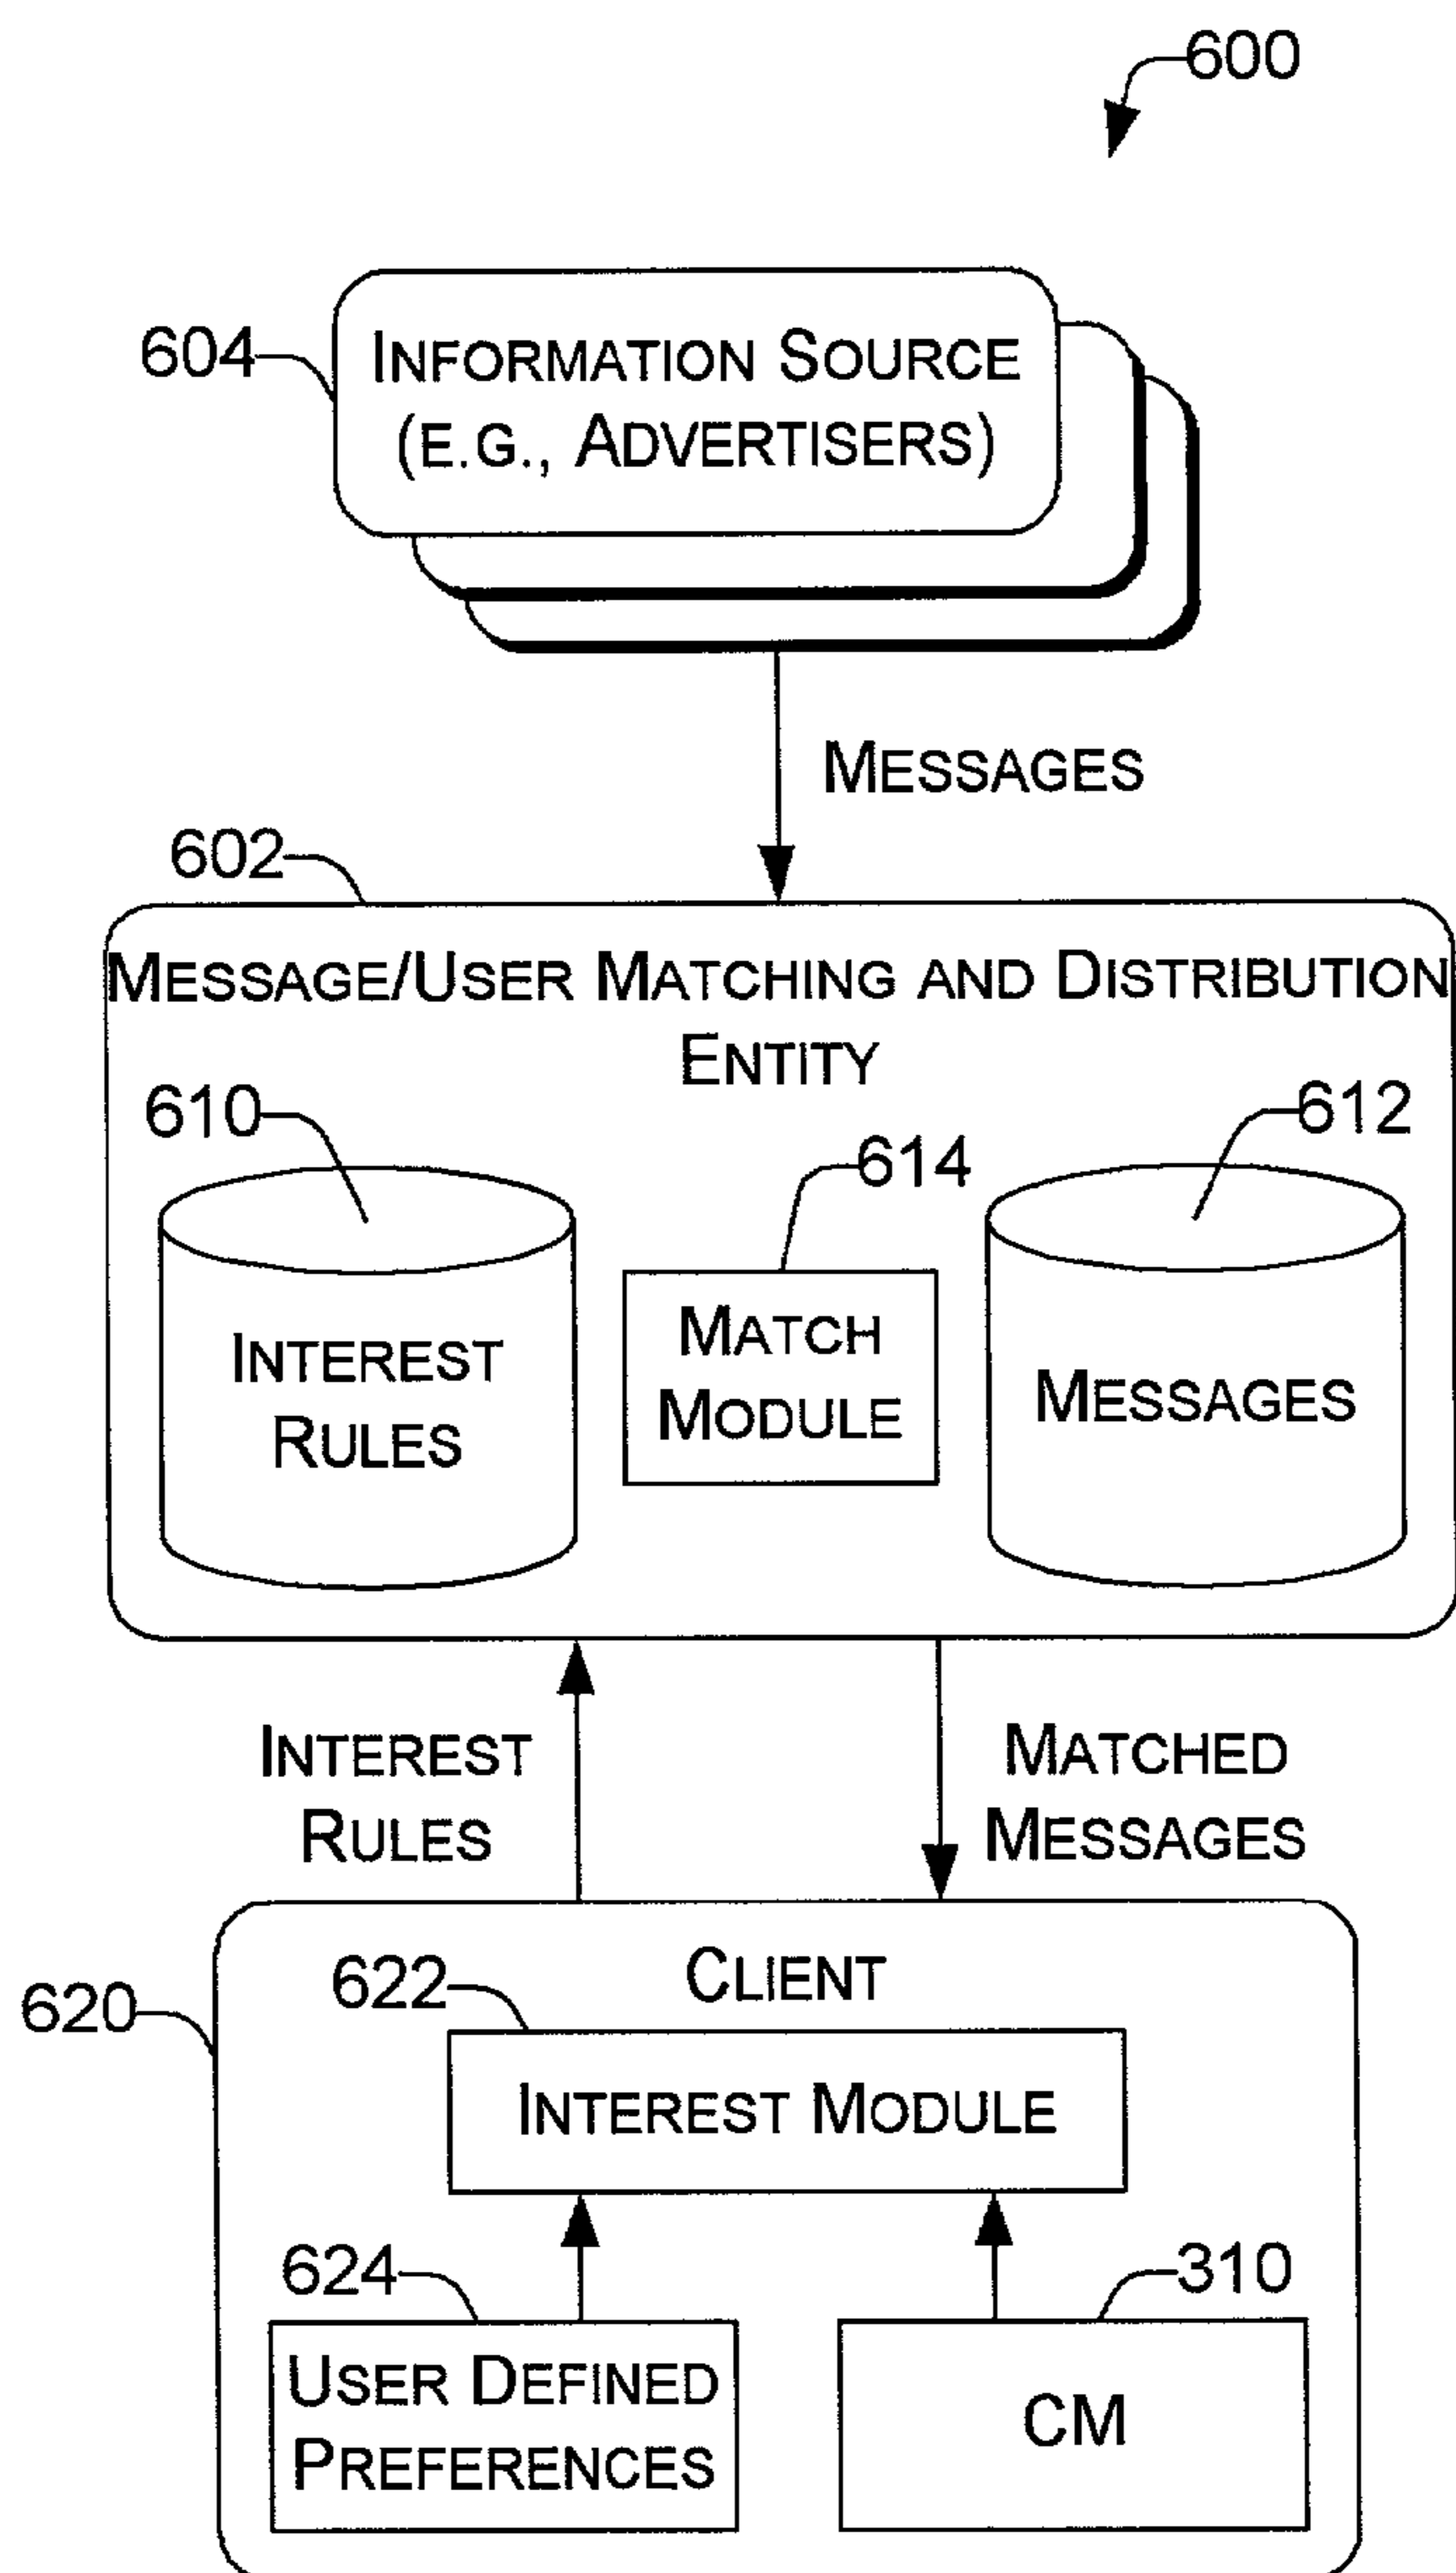 600
604
INFORMATION SOURCE
(E.G., ADVERTISERS)
MESSAGES
602
MESSAGE/USER MATCHING AND DISTRIBUTION
ENTITY
610
614
612
INTEREST
RULES
MATCH
MODULE
MESSAGES
INTEREST
RULES
MATCHED
MESSAGES
620
622
CLIENT
INTEREST MODULE
624
310
USER DEFINED
PREFERENCES
CM